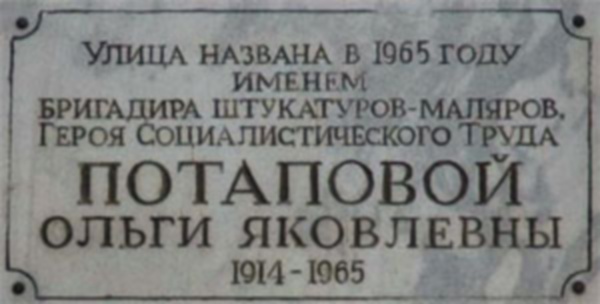 Улица названа в 1965 году
именем
бригадира штукатуров-маляров,
Героя Социалистического Труда
ПОТАПОВОЙ
ОЛЬГИ ЯКОВЛЕВНЫ
1914-1965